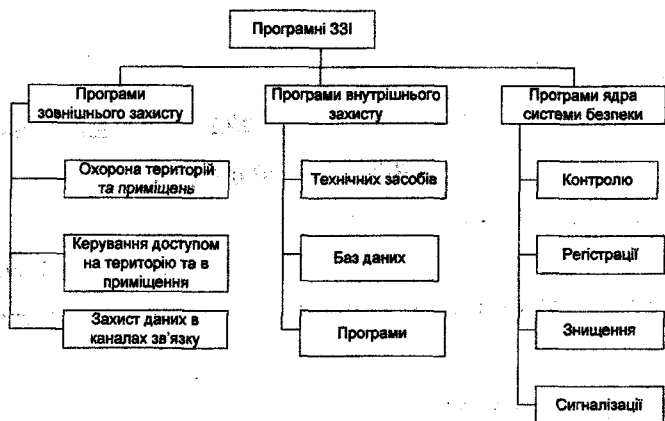 Програмні ЗЗІ
Програми
зовнішнього захисту
Охорона територій
та приміщень
Керування доступом
на територію та в
приміщення
Захист даних в
каналах зв'язку
Програми внутрішнього
захисту
Технічних засобів
Баз даних
Програми
Програми ядра
системи безпеки
Контролю
Регістрації
Знищення
Сигналізації